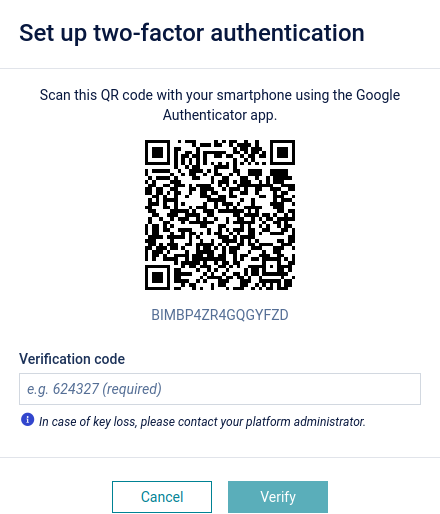 Set up two-factor authentication
Scan this QR code with your smartphone using the Google
Authenticator app.
BIMBP4ZR4GQGYFZD
Verification code
e.g. 624327 (required)
In case of key loss, please contact your platform administrator.
Cancel
Verify